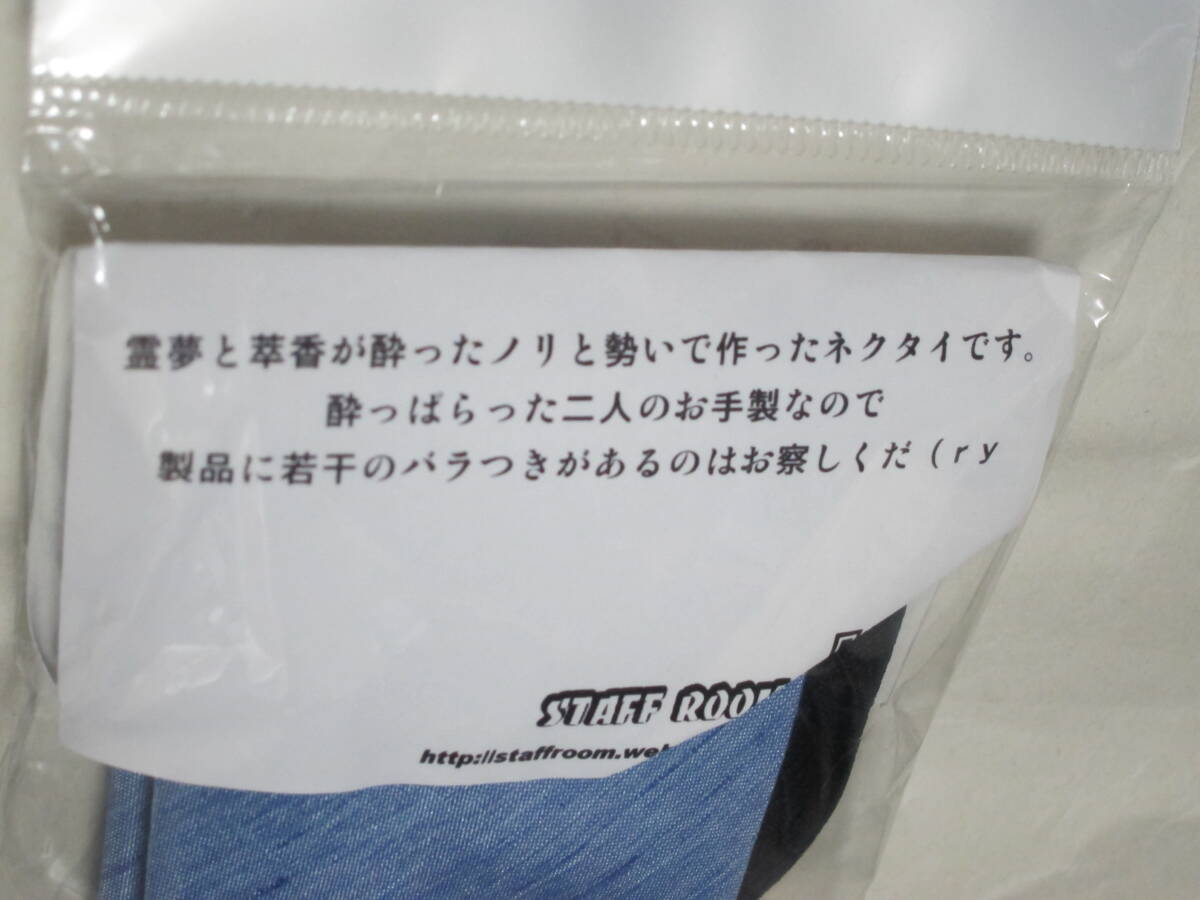 霊夢と萃香が酔ったノリと勢いで作ったネクタイです。
酔っぱらった二人のお手製なので
製品に若干のバラつきがあるのはお察しくだ（ｒｙ
STAFF ROOM
http://staffroom.web